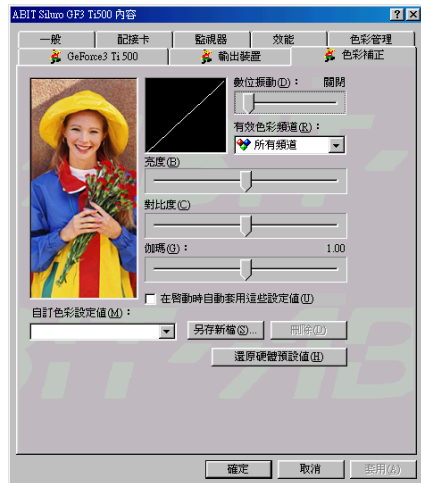 ABIT Siluro GF3 Ti500 內容
一般 配接卡 監視器 效能 色彩管理
GeForce3 Ti 500 輸出裝置 色彩補正
數位振動(D)： 關閉
有效色彩頻道(R)：
所有頻道
亮度(B)
對比度(C)
伽瑪(G)： 1.00
在啓動時自動套用這些設定値(U)
自訂色彩設定値(M)：
另存新檔(S)... 刪除(D)
還原硬體預設値(H)
確定 取消 套用(A)